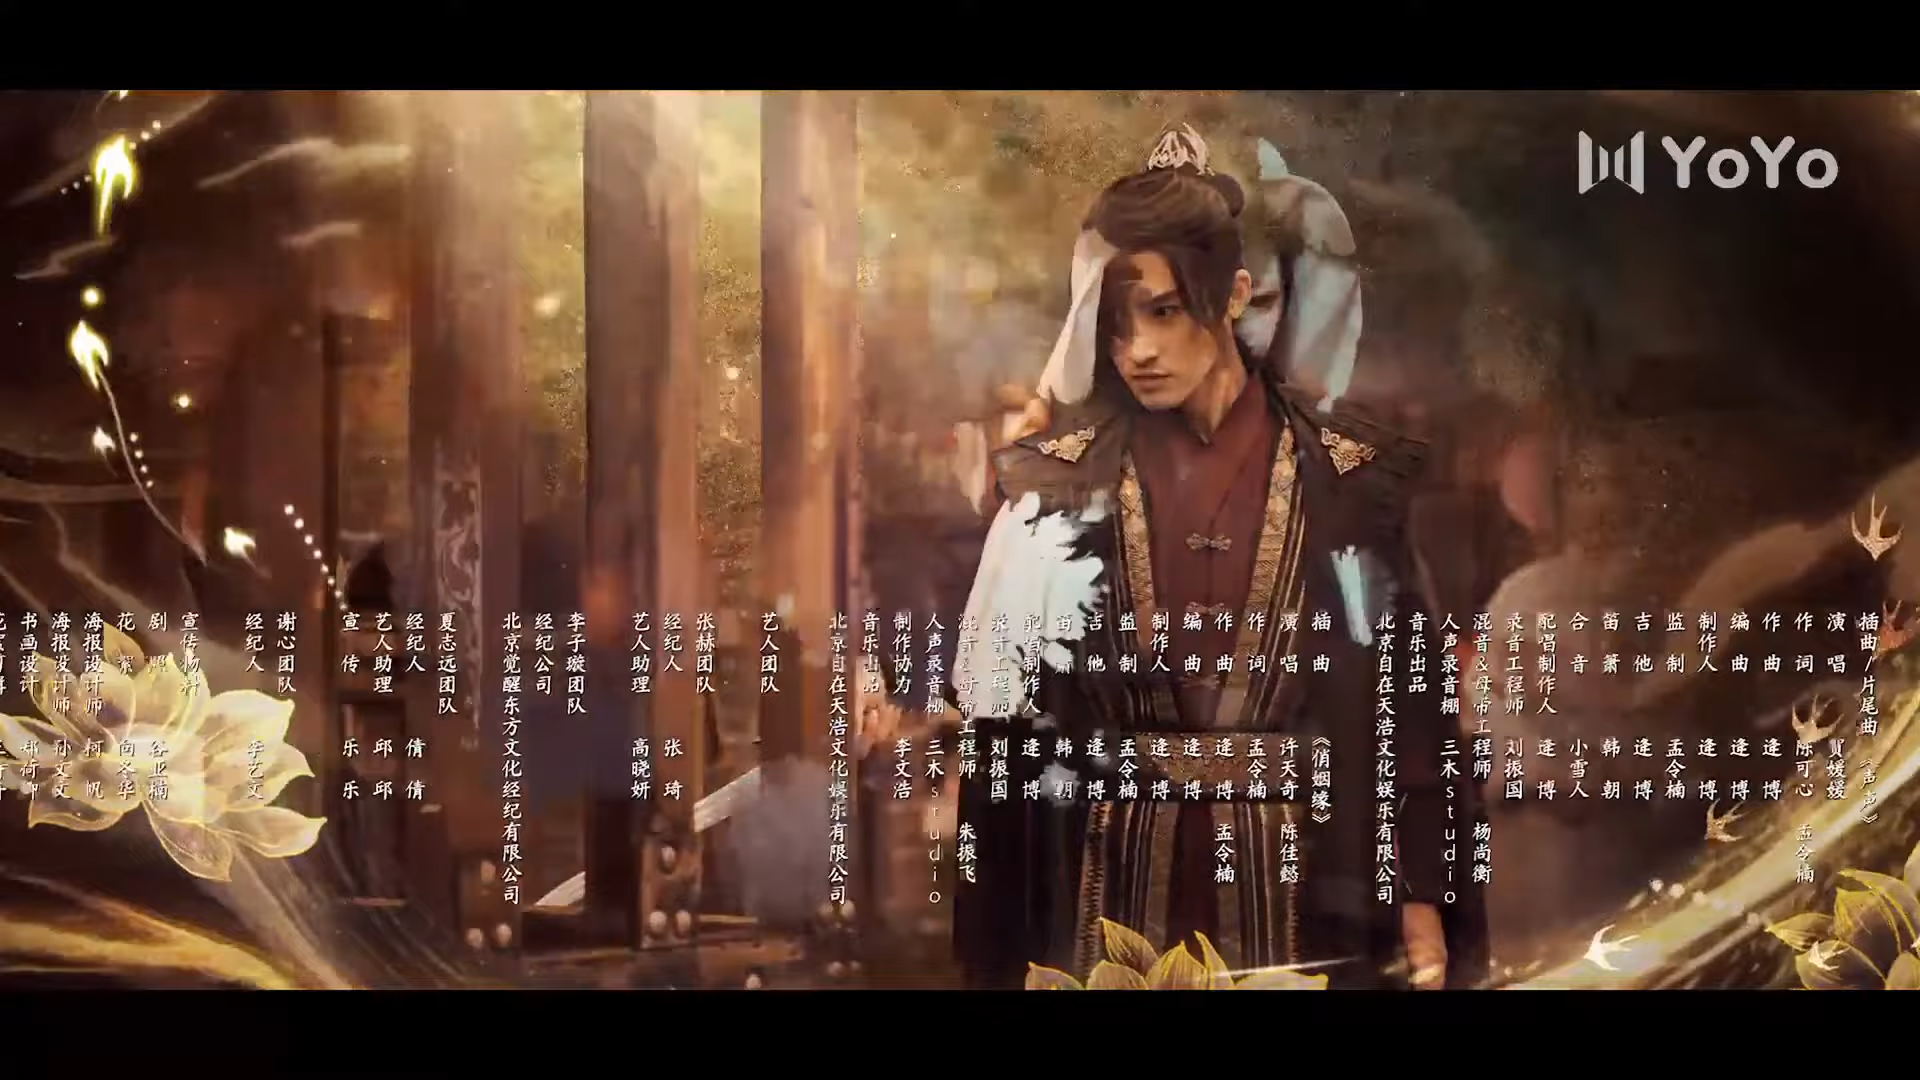 YoYo
插曲/片尾曲 《声声》
演唱 贺媛媛
作词 陈可心 孟令楠
作曲 逄博
编曲 逄博
制作人 逄博
监制 孟令楠
吉他 逄博
笛箫 韩朝
合音 小雪人
配唱制作人 逄博
录音工程师 刘振国
混音&母带工程师 杨尚衡
人声录音棚 三木studio
音乐出品
北京自在天浩文化娱乐有限公司
插曲 《俏姻缘》
演唱 许天奇 陈佳懿
作词 孟令楠
作曲 逄博 孟令楠
编曲 逄博
制作人 逄博
监制 孟令楠
吉他 逄博
笛箫 韩朝
配唱制作人 逄博
录音工程师 刘振国
混音&母带工程师 朱振飞
人声录音棚 三木studio
制作协力 李文浩
音乐出品
北京自在天浩文化娱乐有限公司
艺人团队
张赫团队
经纪人 张琦
艺人助理 高晓妍
李子璇团队
经纪公司
北京觉醒东方文化经纪有限公司
夏志远团队
经纪人 倩倩
艺人助理 邱邱
宣传 乐乐
谢心团队
经纪人 李艺文
宣传物料
剧照 谷亚楠
花絮 向冬华
海报设计师 柯帆
海报设计师 孙文文
书画设计 郑荷卿